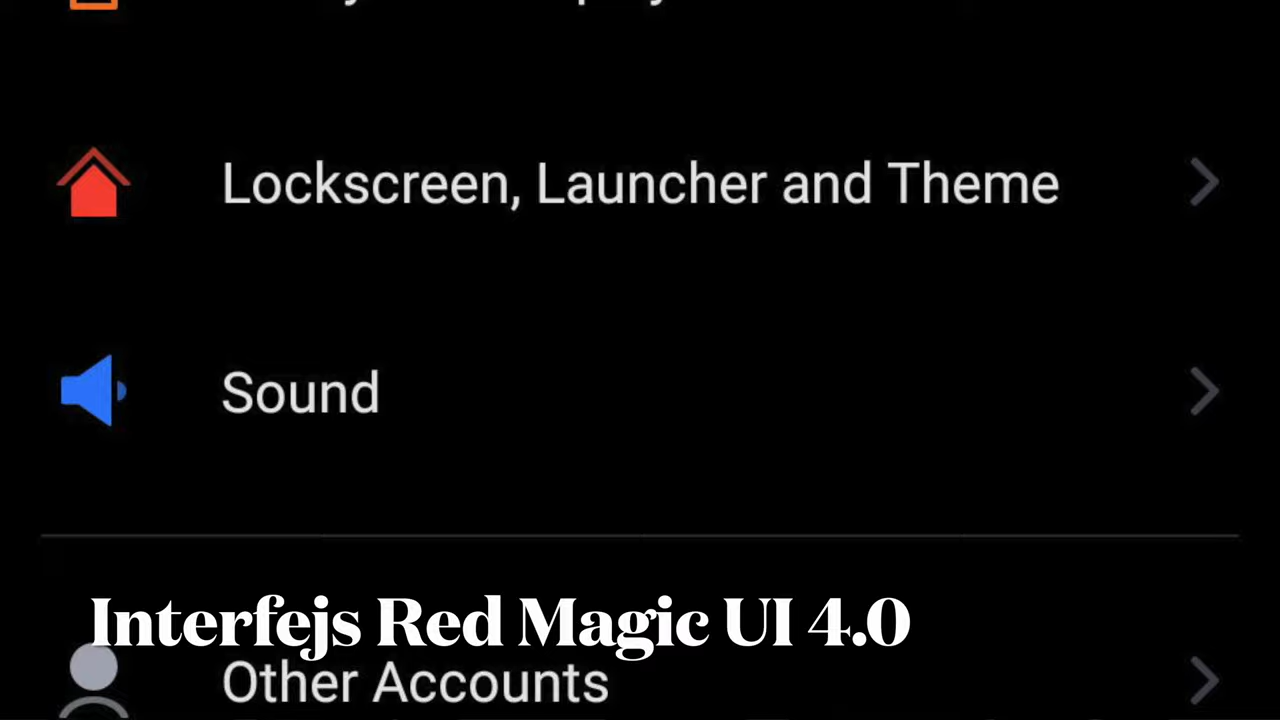 Lockscreen, Launcher and Theme
Sound
Interfejs Red Magic UI 4.0
Other Accounts